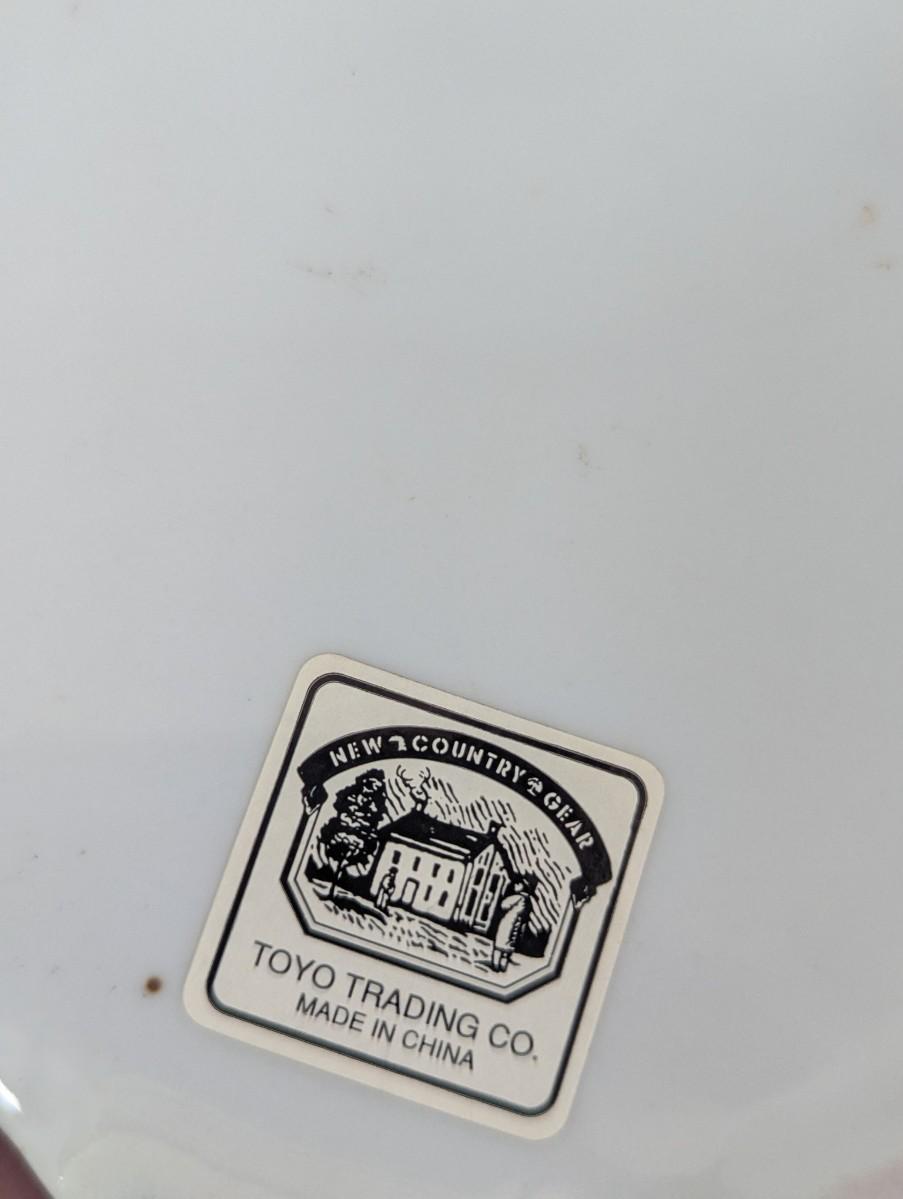 NEW COUNTRY GEAR
TOYO TRADING CO.
MADE IN CHINA